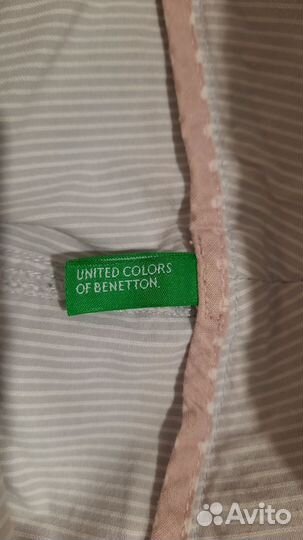 UNITED COLORS
OF BENETTON.
Avito